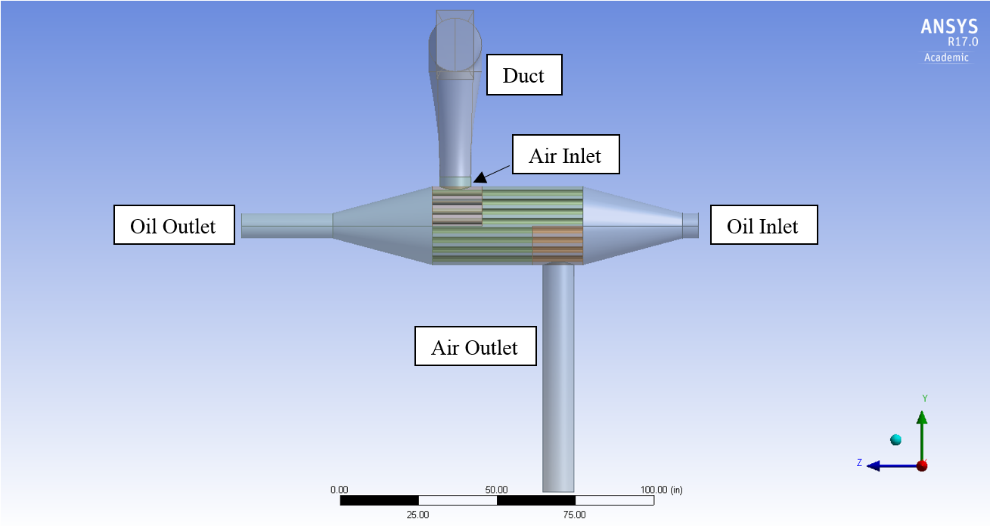 ANSYS
R17.0
Academic
Duct
Air Inlet
Oil Outlet
Oil Inlet
Air Outlet
Y
Z
0.00 50.00 100.00 (in)
25.00 75.00